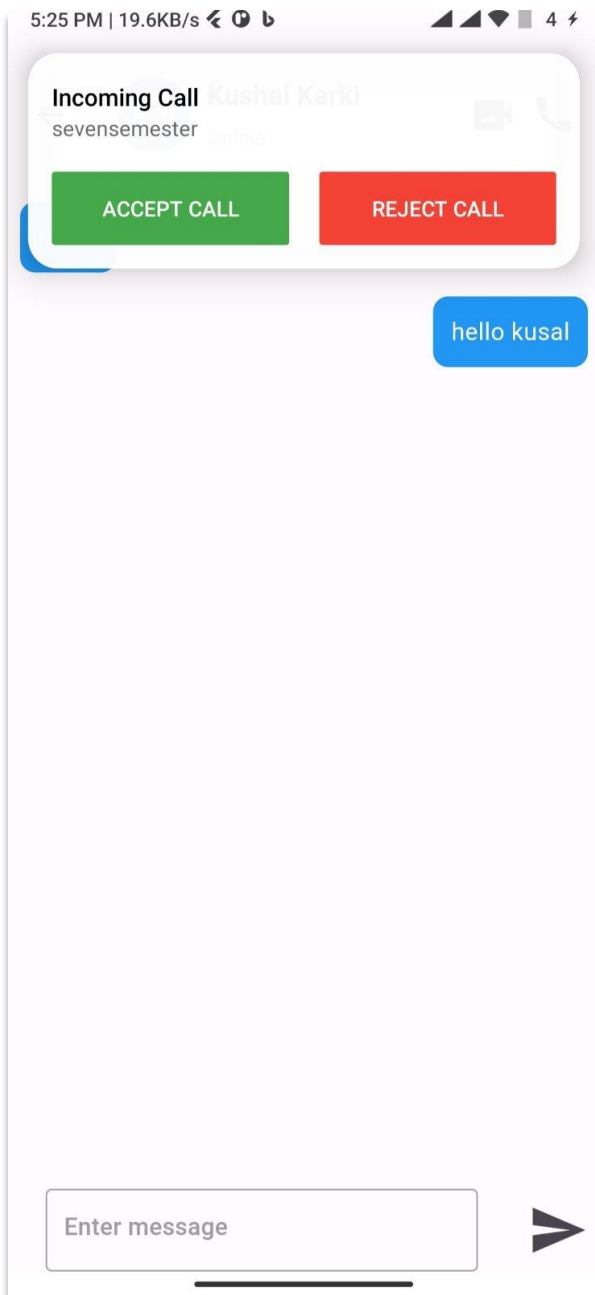 5:25 PM | 19.6KB/s 4
Incoming Call Kushal Karki
sevensemester Online
ACCEPT CALL REJECT CALL
hello kusal
Enter message